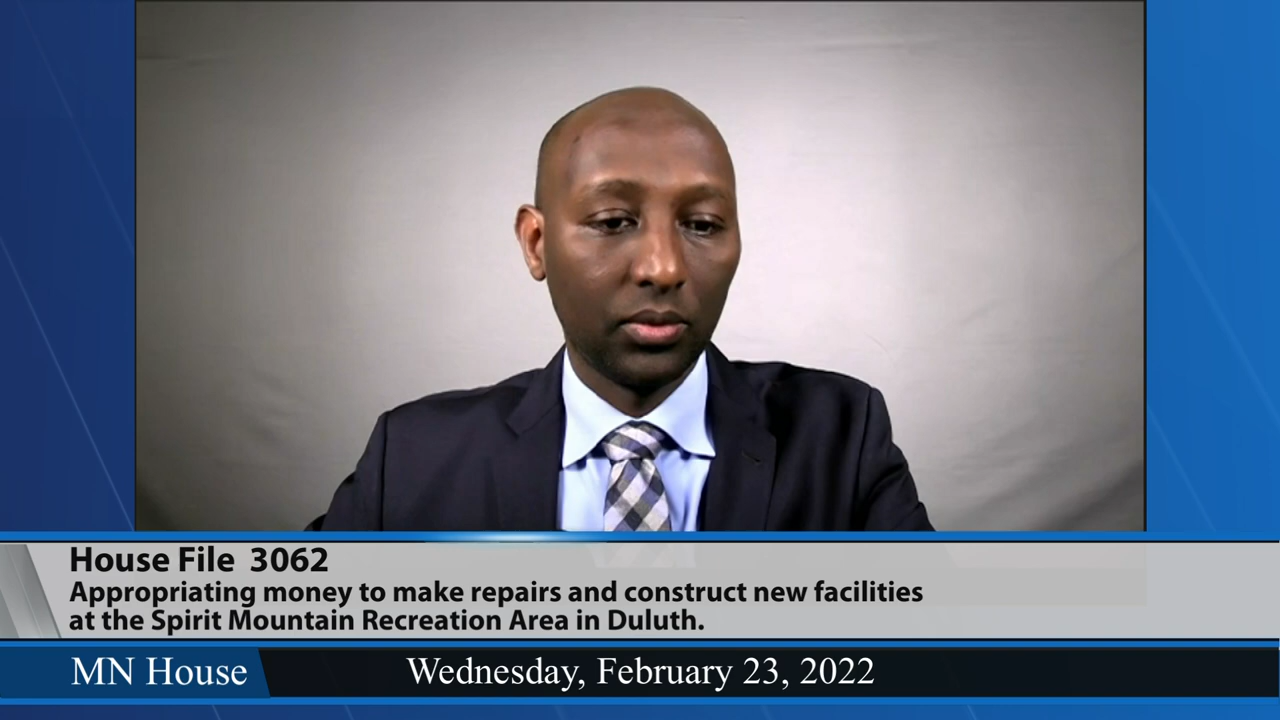 House File 3062
Appropriating money to make repairs and construct new facilities
at the Spirit Mountain Recreation Area in Duluth.
MN House
Wednesday, February 23, 2022